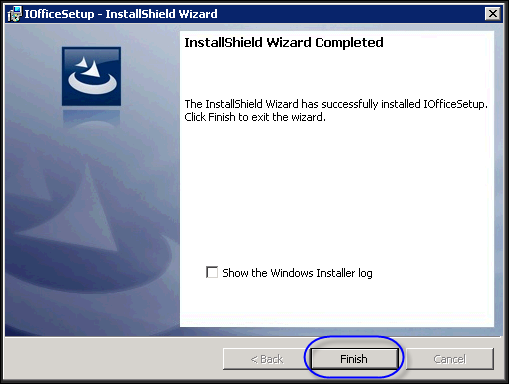 IOfficeSetup - InstallShield Wizard
InstallShield Wizard Completed
The InstallShield Wizard has successfully installed IOfficeSetup.
Click Finish to exit the wizard.
Show the Windows Installer log
< Back
Finish
Cancel